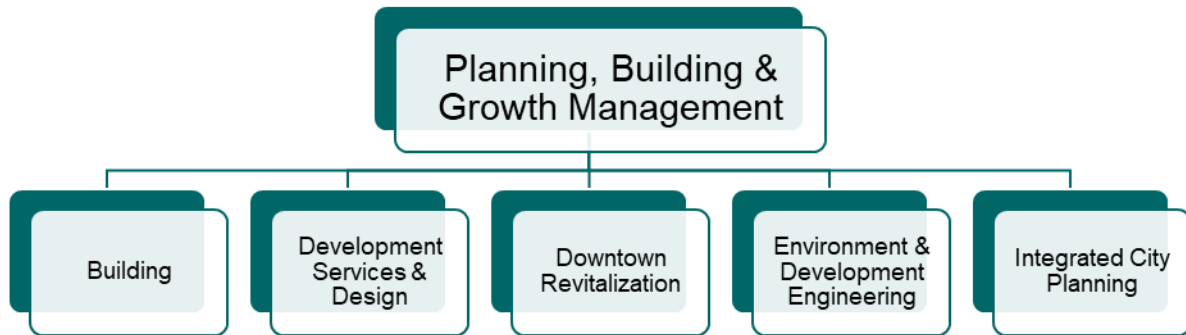 Planning, Building &
Growth Management
Building
Development
Services &
Design
Downtown
Revitalization
Environment &
Development
Engineering
Integrated City
Planning